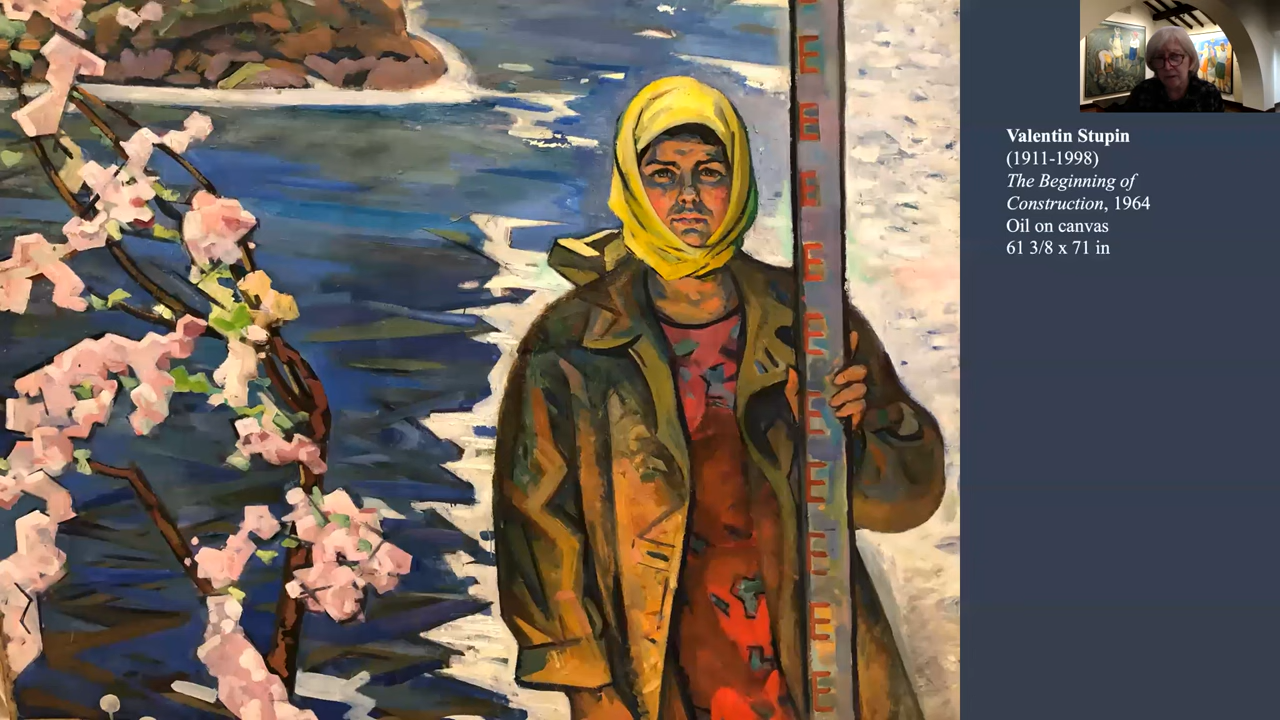 Valentin Stupin
(1911-1998)
The Beginning of
Construction, 1964
Oil on canvas
61 3/8 x 71 in